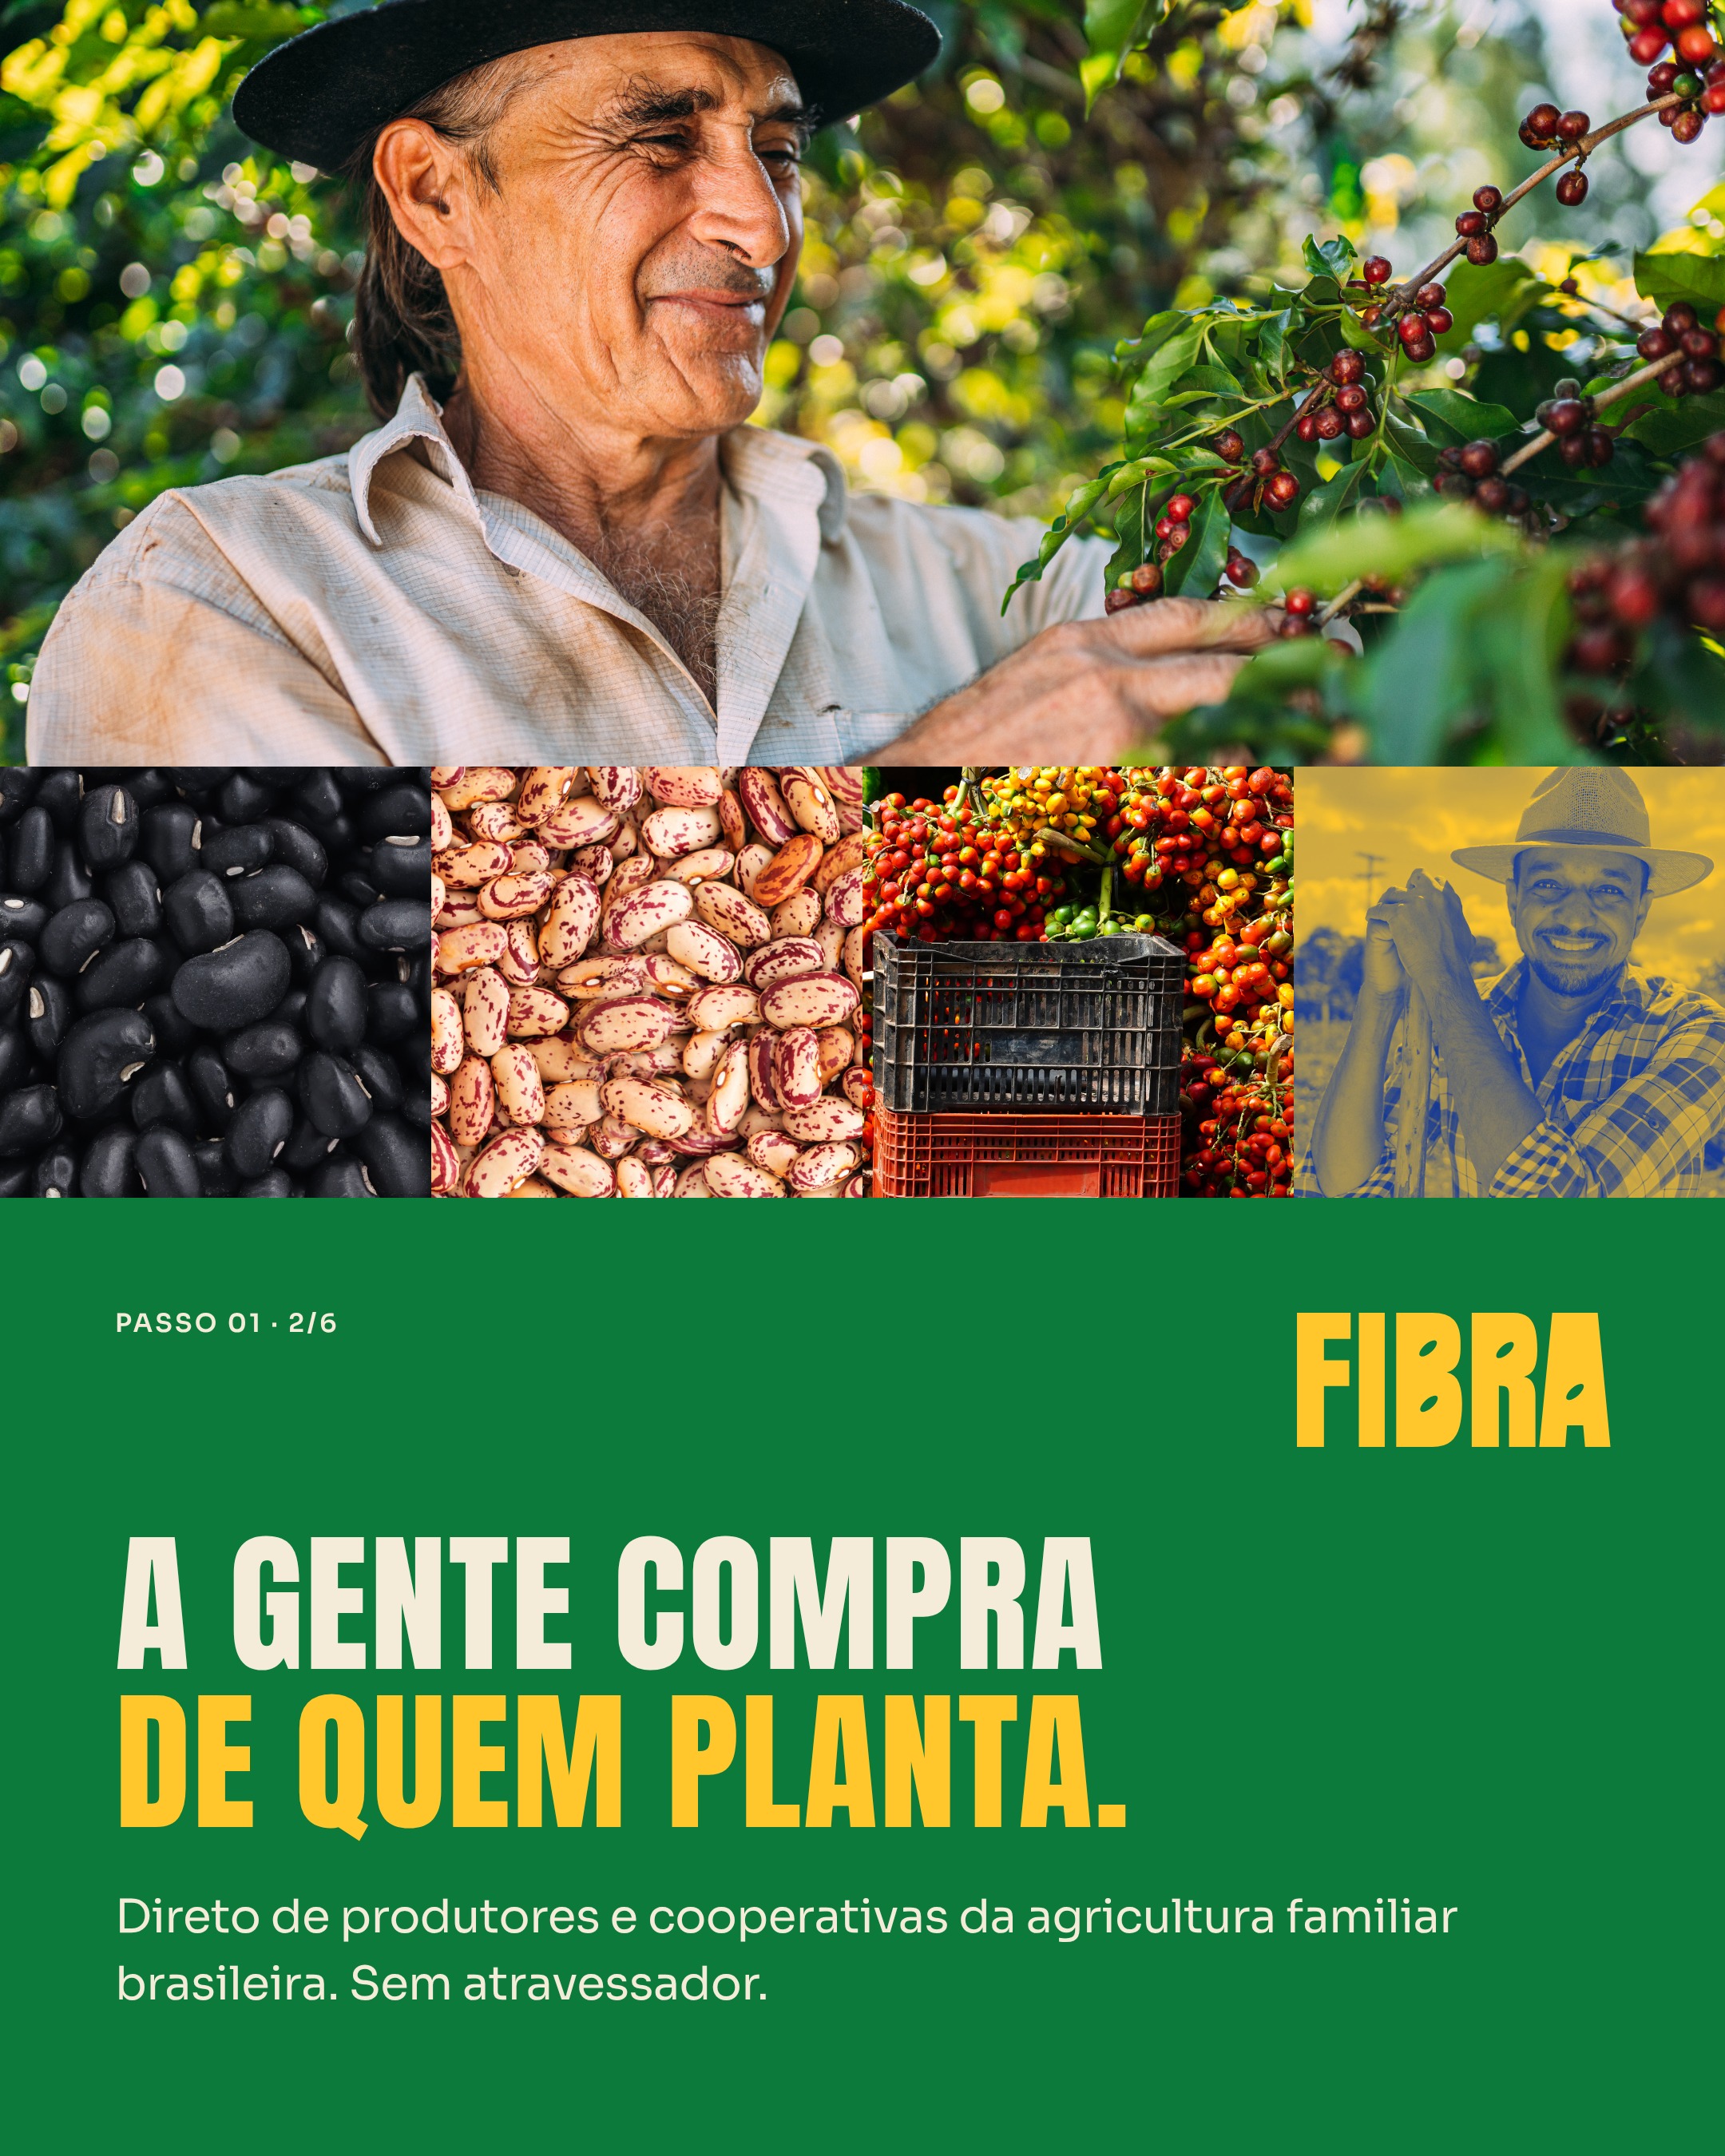 PASSO 01 · 2/6
FIBRA
A GENTE COMPRA
DE QUEM PLANTA.
Direto de produtores e cooperativas da agricultura familiar
brasileira. Sem atravessador.